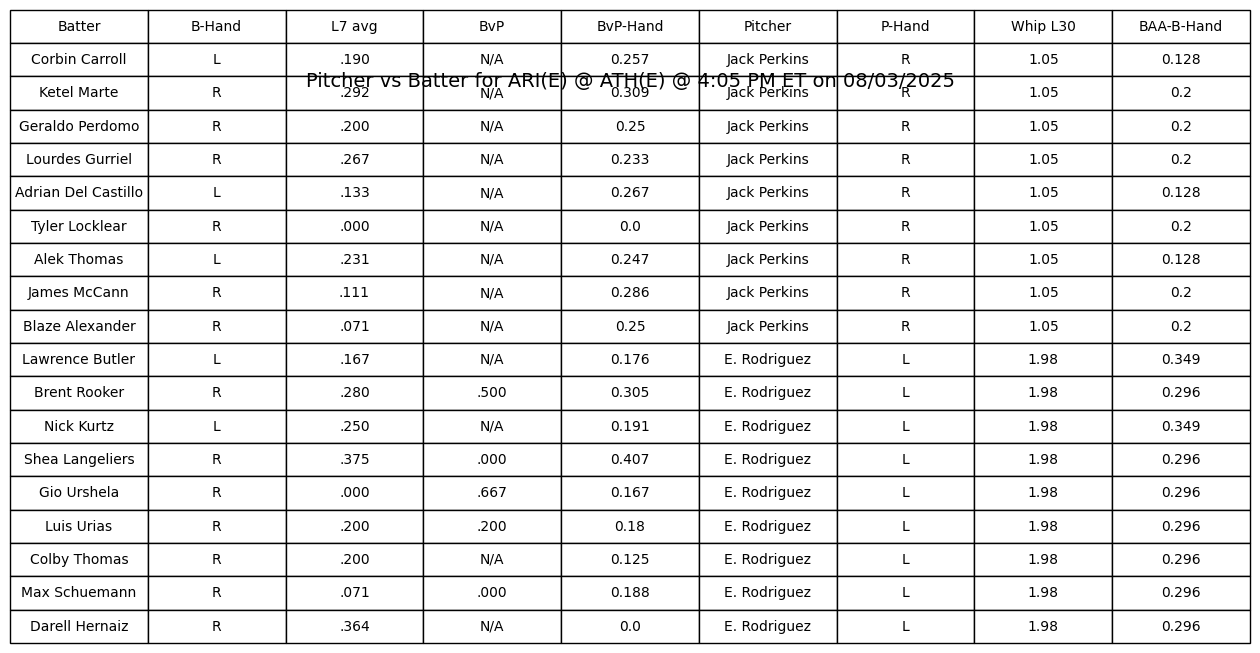 Batter B-Hand L7 avg BvP BvP-Hand Pitcher P-Hand Whip L30 BAA-B-Hand
Corbin Carroll L .190 N/A 0.257 Jack Perkins R 1.05 0.128
Pitcher vs Batter for ARI(E) @ ATH(E) @ 4:05 PM ET on 08/03/2025
Ketel Marte R .292 N/A 0.309 Jack Perkins R 1.05 0.2
Geraldo Perdomo R .200 N/A 0.25 Jack Perkins R 1.05 0.2
Lourdes Gurriel R .267 N/A 0.233 Jack Perkins R 1.05 0.2
Adrian Del Castillo L .133 N/A 0.267 Jack Perkins R 1.05 0.128
Tyler Locklear R .000 N/A 0.0 Jack Perkins R 1.05 0.2
Alek Thomas L .231 N/A 0.247 Jack Perkins R 1.05 0.128
James McCann R .111 N/A 0.286 Jack Perkins R 1.05 0.2
Blaze Alexander R .071 N/A 0.25 Jack Perkins R 1.05 0.2
Lawrence Butler L .167 N/A 0.176 E. Rodriguez L 1.98 0.349
Brent Rooker R .280 .500 0.305 E. Rodriguez L 1.98 0.296
Nick Kurtz L .250 N/A 0.191 E. Rodriguez L 1.98 0.349
Shea Langeliers R .375 .000 0.407 E. Rodriguez L 1.98 0.296
Gio Urshela R .000 .667 0.167 E. Rodriguez L 1.98 0.296
Luis Urias R .200 .200 0.18 E. Rodriguez L 1.98 0.296
Colby Thomas R .200 N/A 0.125 E. Rodriguez L 1.98 0.296
Max Schuemann R .071 .000 0.188 E. Rodriguez L 1.98 0.296
Darell Hernaiz R .364 N/A 0.0 E. Rodriguez L 1.98 0.296